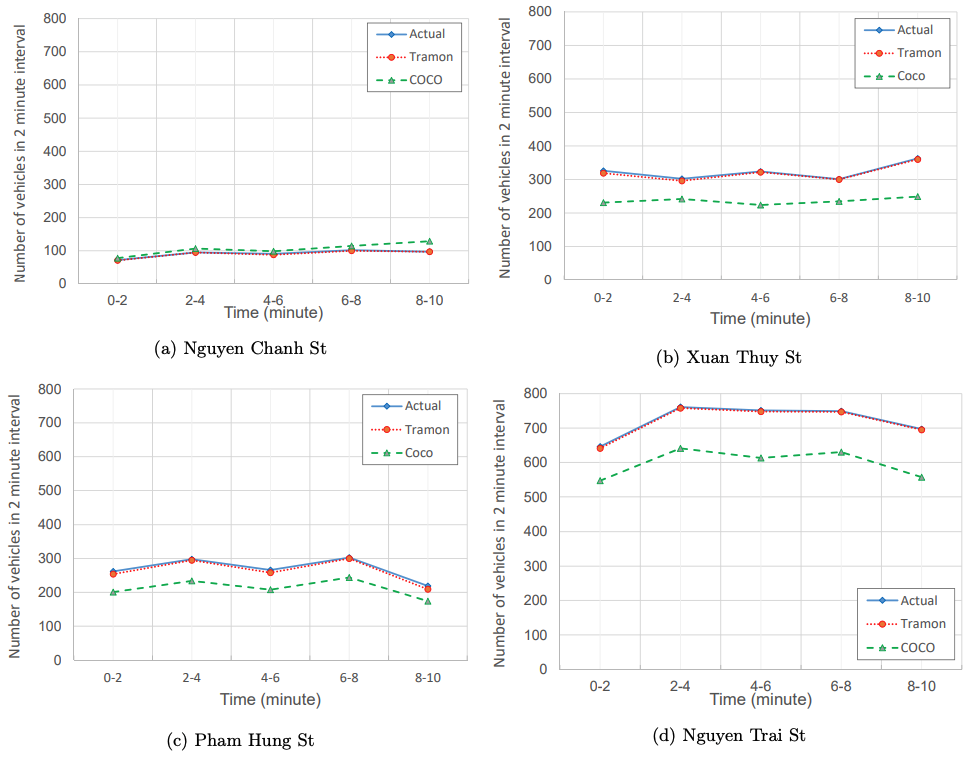 Number of vehicles in 2 minute interval
800
700
600
500
400
300
200
100
0
Actual
Tramon
COCO
0-2 2-4 4-6 6-8 8-10
Time (minute)
(a) Nguyen Chanh St
Number of vehicles in 2 minute interval
800
700
600
500
400
300
200
100
0
Actual
Tramon
Coco
0-2 2-4 4-6 6-8 8-10
Time (minute)
(b) Xuan Thuy St
Number of vehicles in 2 minute interval
800
700
600
500
400
300
200
100
0
Actual
Tramon
Coco
0-2 2-4 4-6 6-8 8-10
Time (minute)
(c) Pham Hung St
Number of vehicles in 2 minute interval
800
700
600
500
400
300
200
100
0
Actual
Tramon
COCO
0-2 2-4 4-6 6-8 8-10
Time (minute)
(d) Nguyen Trai St